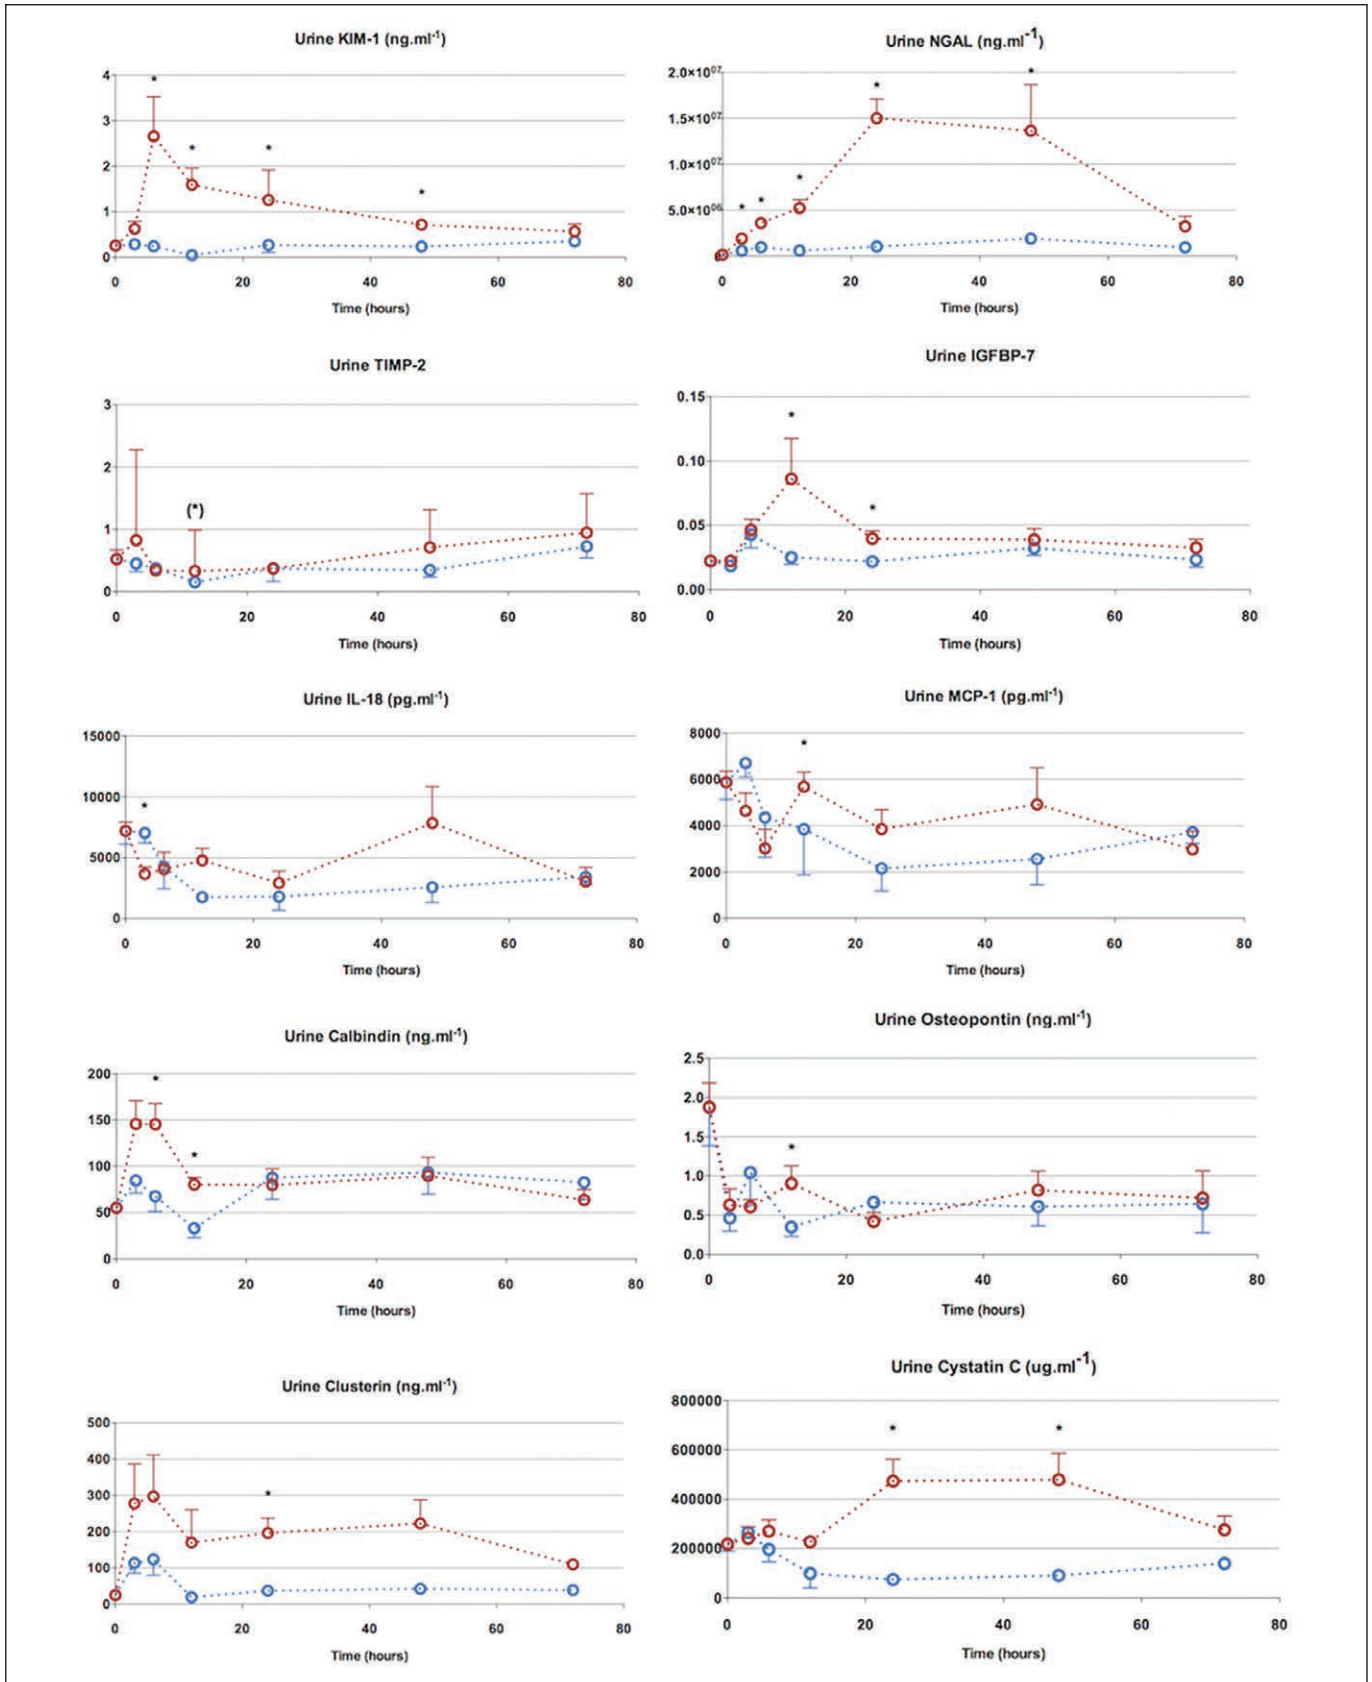 Urine KIM-1 (ng.ml-1)
4
3
2
1
0
0 20 40 60 80
Time (hours)
* * * *
Urine NGAL (ng.ml-1)
2.0×10⁰⁷
1.5×10⁰⁷
1.0×10⁰⁷
5.0×10⁰⁶
0
0 20 40 60 80
Time (hours)
* * * * *
Urine TIMP-2
3
2
1
0
0 20 40 60 80
Time (hours)
(*)
Urine IGFBP-7
0.15
0.10
0.05
0.00
0 20 40 60 80
Time (hours)
* *
Urine IL-18 (pg.ml-1)
15000
10000
5000
0
0 20 40 60 80
Time (hours)
*
Urine MCP-1 (pg.ml-1)
8000
6000
4000
2000
0
0 20 40 60 80
Time (hours)
*
Urine Calbindin (ng.ml-1)
200
150
100
50
0
0 20 40 60 80
Time (hours)
* *
Urine Osteopontin (ng.ml-1)
2.5
2.0
1.5
1.0
0.5
0.0
0 20 40 60 80
Time (hours)
*
Urine Clusterin (ng.ml-1)
500
400
300
200
100
0
0 20 40 60 80
Time (hours)
*
Urine Cystatin C (ug.ml-1)
800000
600000
400000
200000
0
0 20 40 60 80
Time (hours)
* *